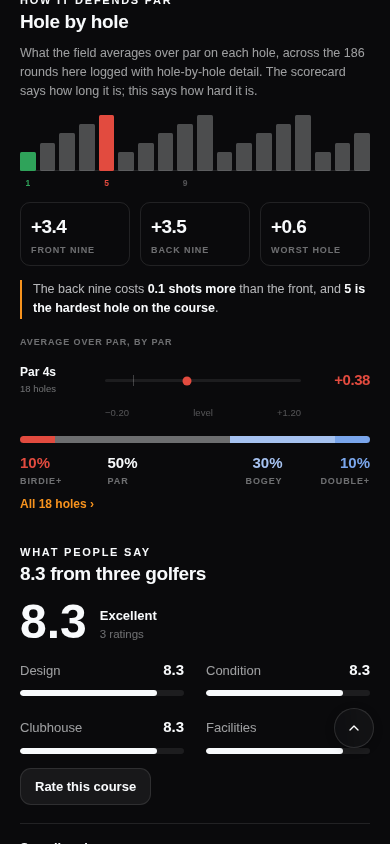 HOW IT DEFENDS PAR
Hole by hole
What the field averages over par on each hole, across the 186
rounds here logged with hole-by-hole detail. The scorecard
says how long it is; this says how hard it is.
1 5 9
+3.4 +3.5 +0.6
FRONT NINE BACK NINE WORST HOLE
The back nine costs 0.1 shots more than the front, and 5 is
the hardest hole on the course.
AVERAGE OVER PAR, BY PAR
Par 4s +0.38
18 holes
−0.20 level +1.20
10% 50% 30% 10%
BIRDIE+ PAR BOGEY DOUBLE+
All 18 holes ›
WHAT PEOPLE SAY
8.3 from three golfers
8.3 Excellent
3 ratings
Design 8.3 Condition 8.3
Clubhouse 8.3 Facilities
Rate this course